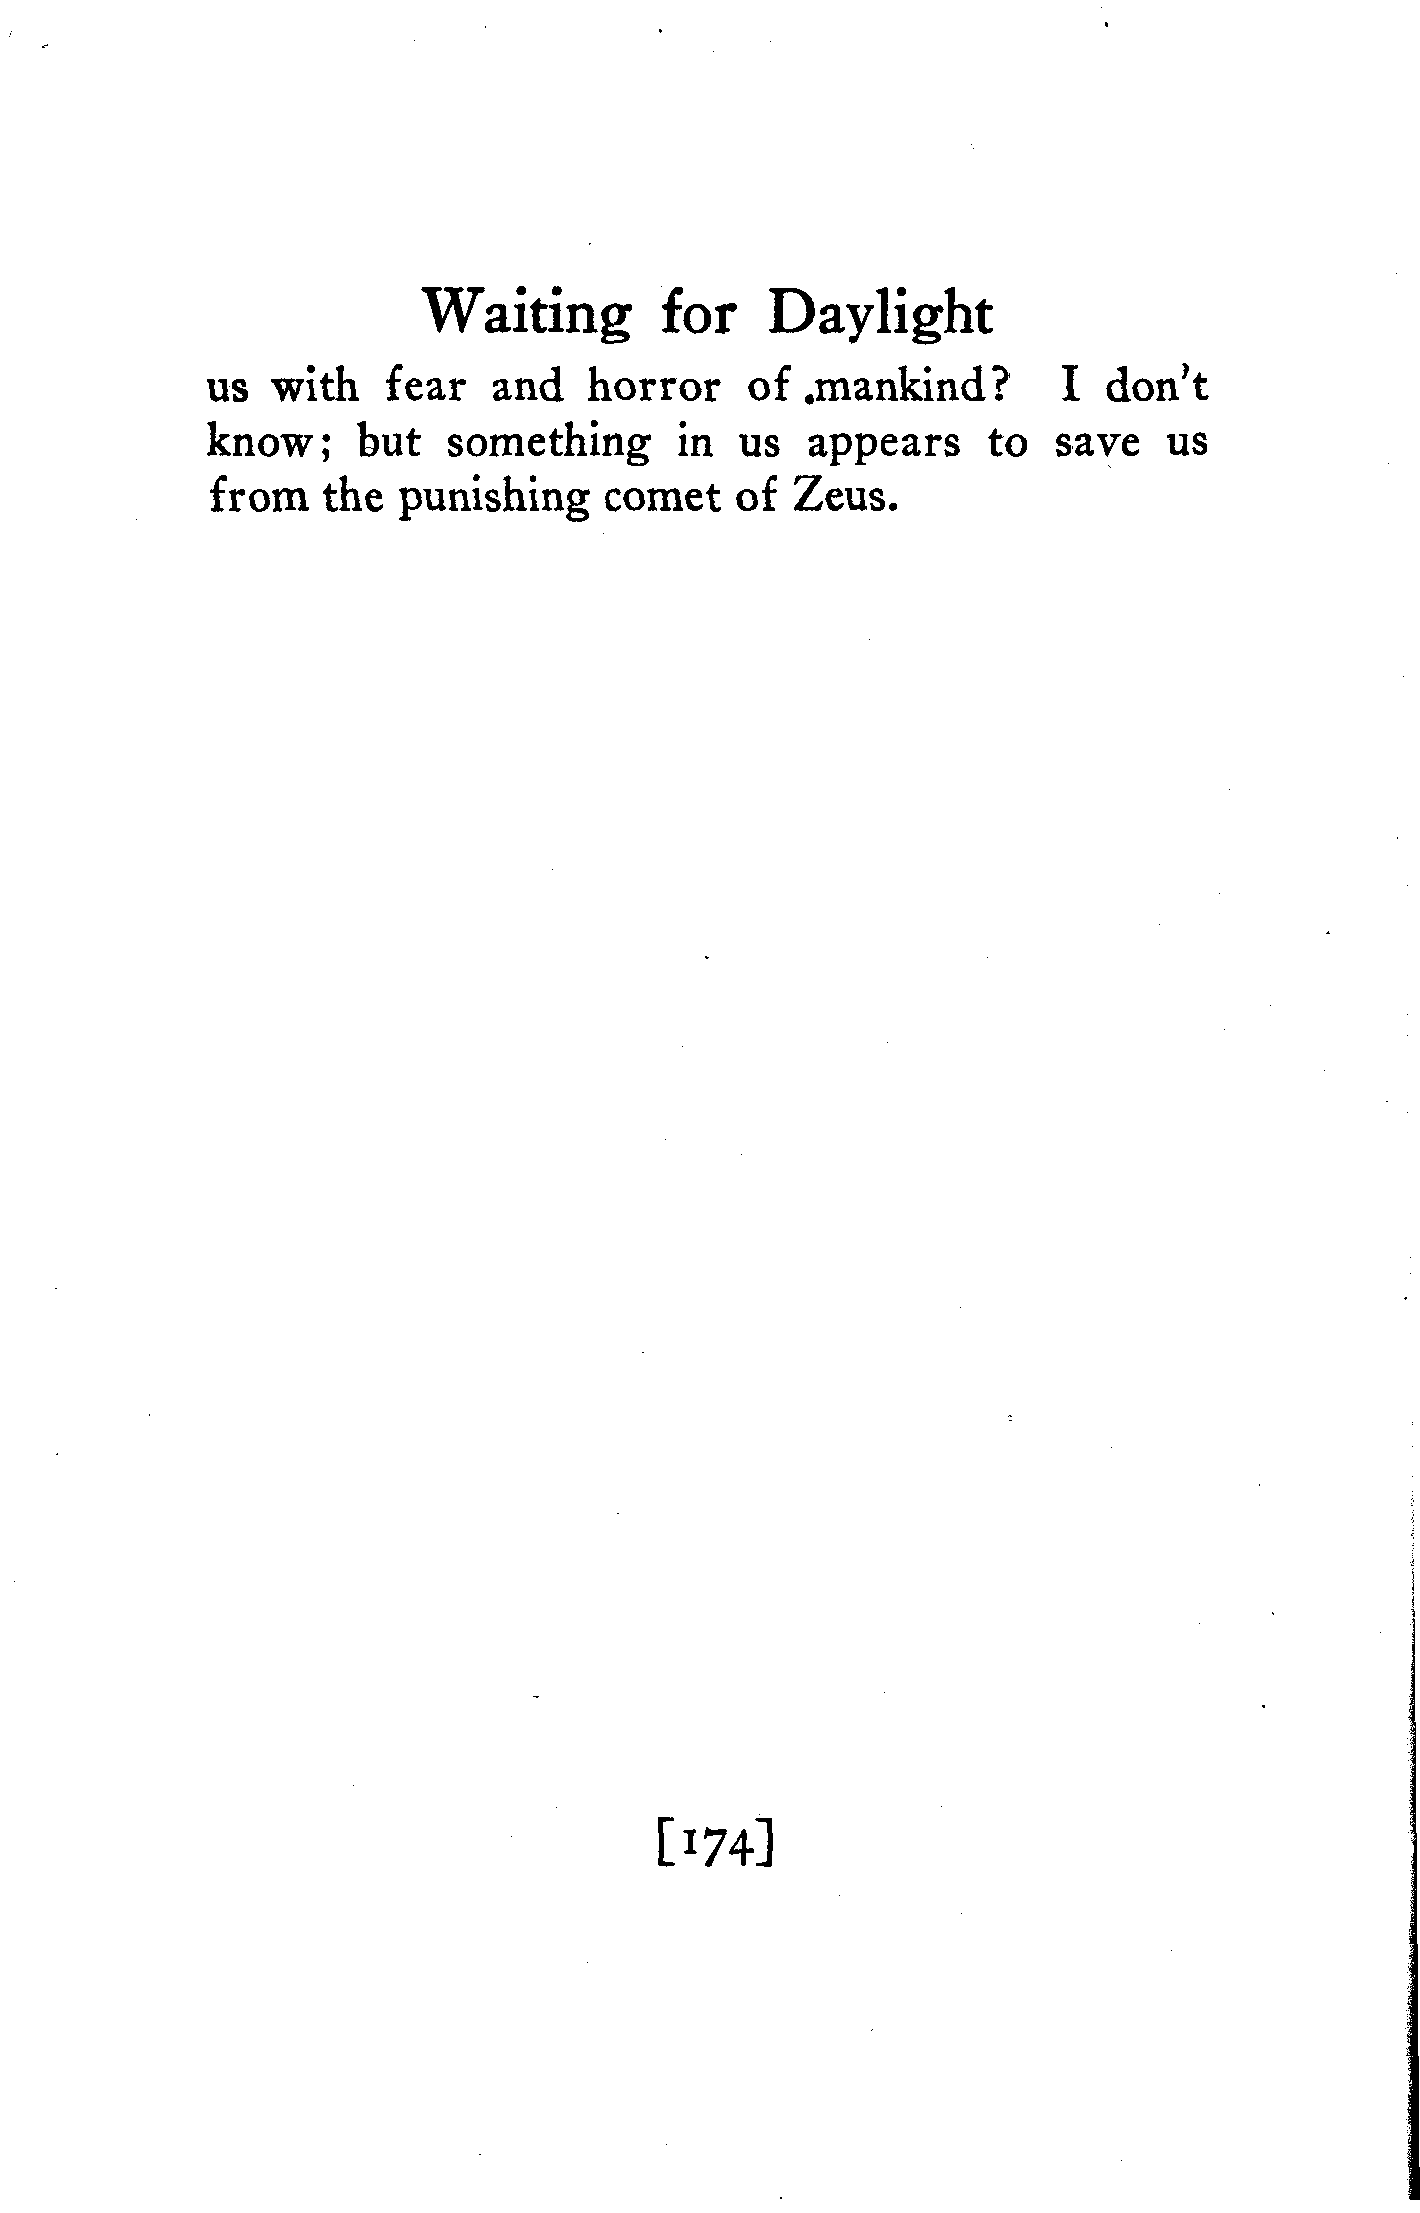 Waiting for Daylight
us with fear and horror of mankind? I don't
know; but something in us appears to save us
from the punishing comet of Zeus.
[174]